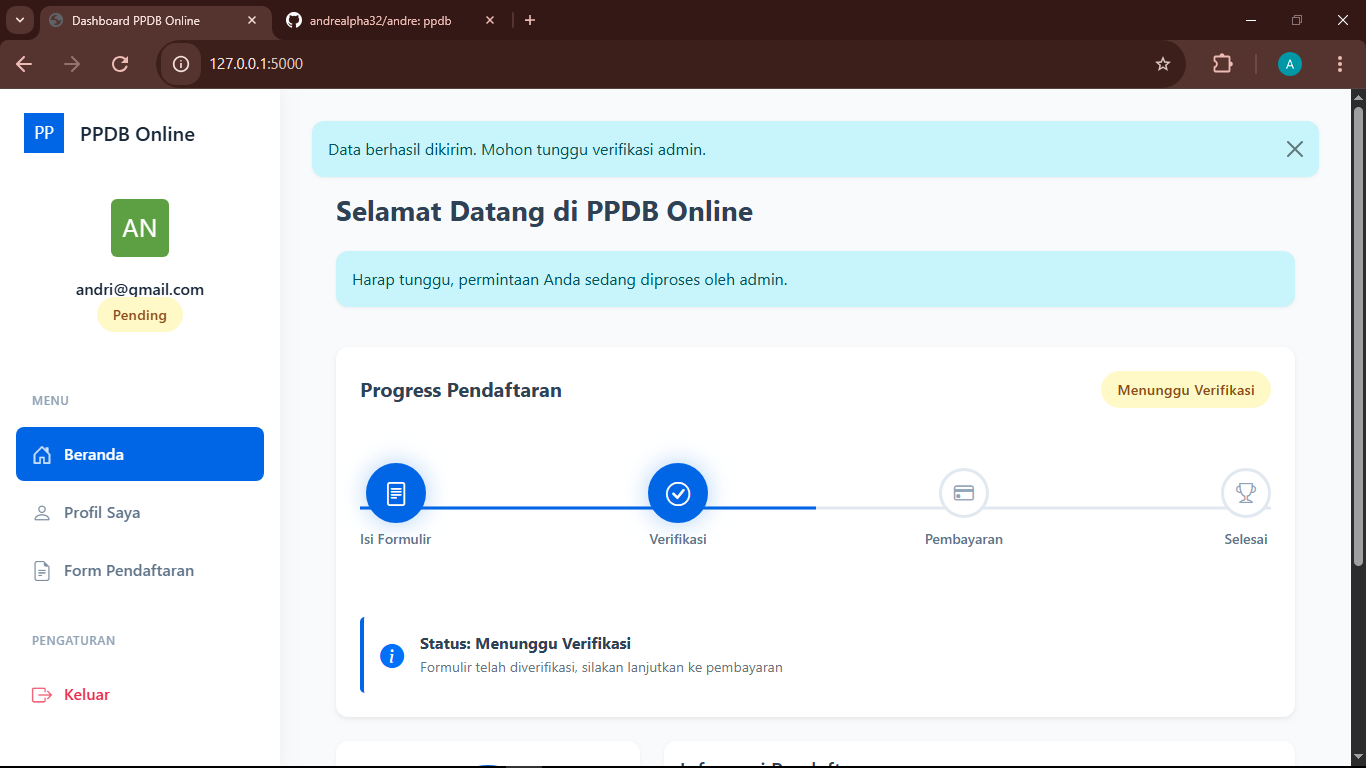 Dashboard PPDB Online
andrealpha32/andre: ppdb
127.0.0.1:5000
A
PP
PPDB Online
AN
andri@gmail.com
Pending
MENU
Beranda
Profil Saya
Form Pendaftaran
PENGATURAN
Keluar
Data berhasil dikirim. Mohon tunggu verifikasi admin.
Selamat Datang di PPDB Online
Harap tunggu, permintaan Anda sedang diproses oleh admin.
Progress Pendaftaran
Menunggu Verifikasi
Isi Formulir
Verifikasi
Pembayaran
Selesai
Status: Menunggu Verifikasi
Formulir telah diverifikasi, silakan lanjutkan ke pembayaran